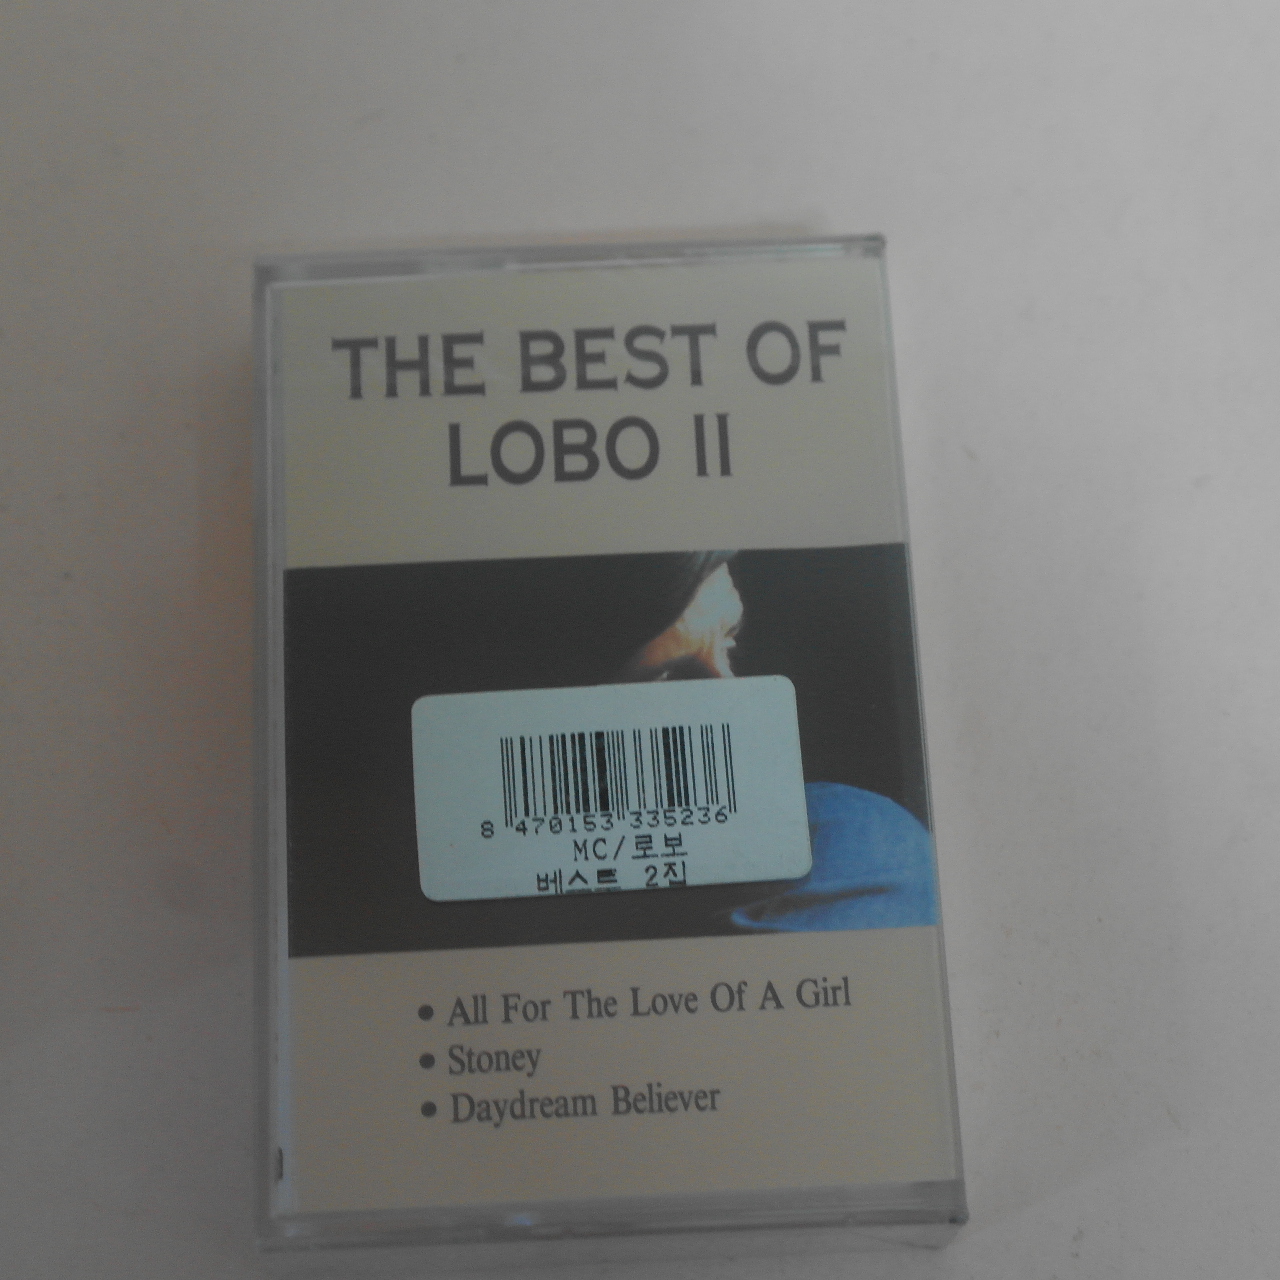 THE BEST OF
LOBO II
8 470153 335236
MC/로보
베스트 2집
• All For The Love Of A Girl
• Stoney
• Daydream Believer